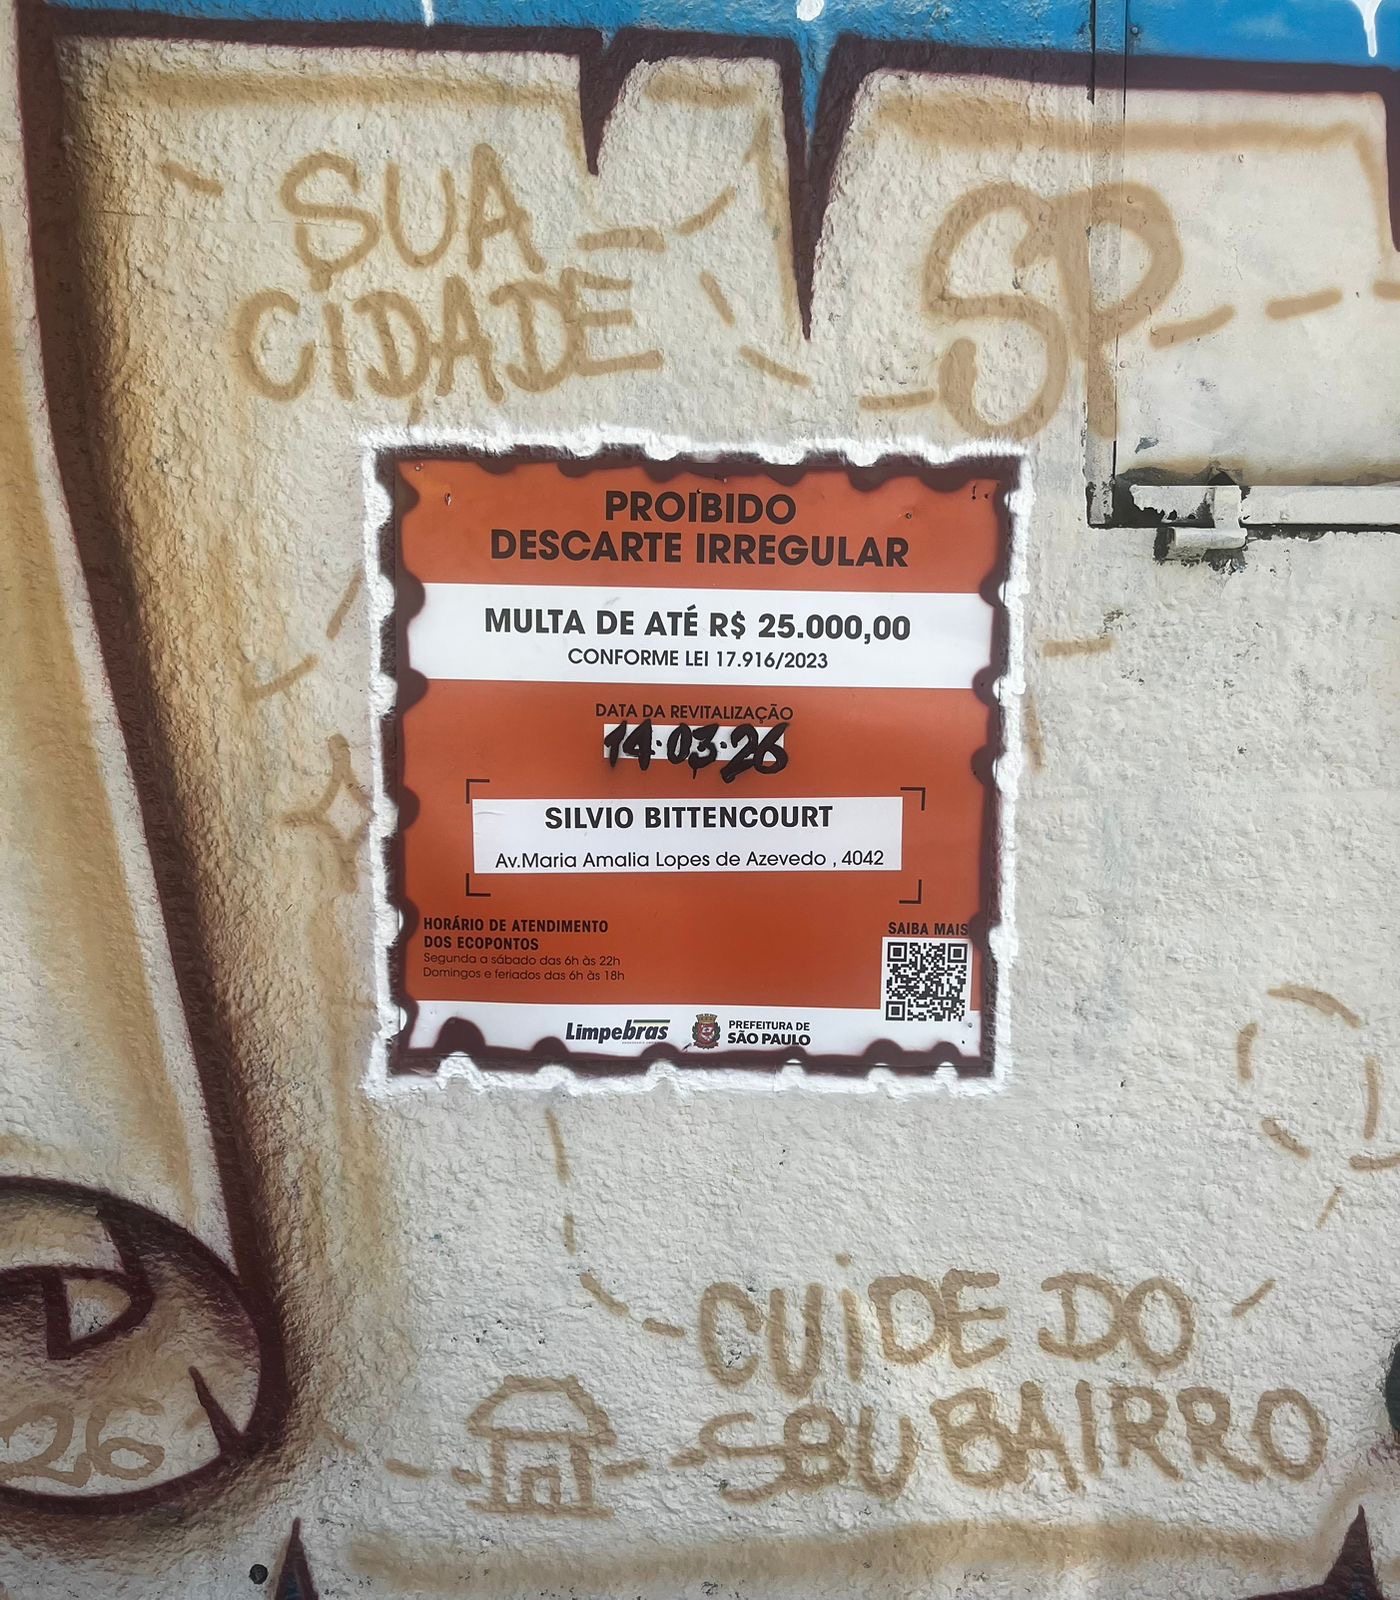 SUA
CIDADE
SP
PROIBIDO
DESCARTE IRREGULAR
MULTA DE ATÉ R$ 25.000,00
CONFORME LEI 17.916/2023
DATA DA REVITALIZAÇÃO
14·03·26
SILVIO BITTENCOURT
Av.Maria Amalia Lopes de Azevedo , 4042
HORÁRIO DE ATENDIMENTO
DOS ECOPONTOS
Segunda a sábado das 6h às 22h
Domingos e feriados das 6h às 18h
SAIBA MAIS
Limpebras
PREFEITURA DE
SÃO PAULO
CUIDE DO
SEU BAIRRO
26